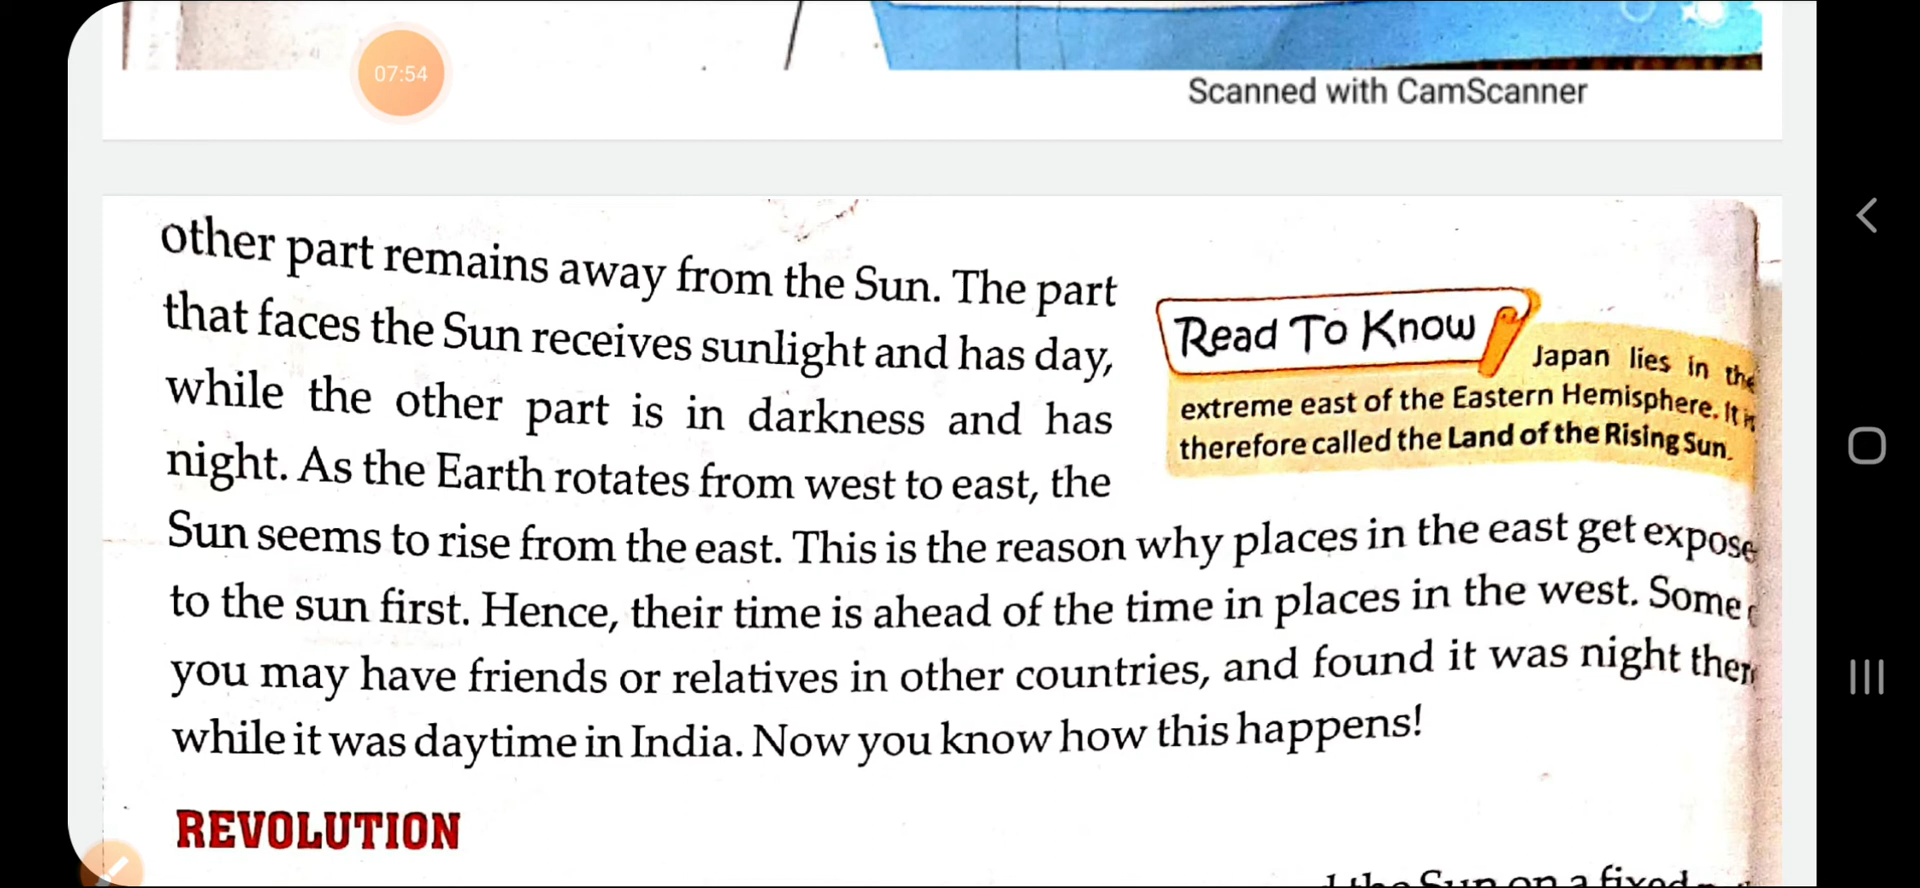 07:54
Scanned with CamScanner
other part remains away from the Sun. The part
that faces the Sun receives sunlight and has day,
while the other part is in darkness and has
night. As the Earth rotates from west to east, the
Read To Know
Japan lies in the
extreme east of the Eastern Hemisphere. It
therefore called the Land of the Rising Sun.
Sun seems to rise from the east. This is the reason why places in the east get expose
to the sun first. Hence, their time is ahead of the time in places in the west. Some
you may have friends or relatives in other countries, and found it was night ther
while it was daytime in India. Now you know how this happens!
REVOLUTION
the Sun on a fixed